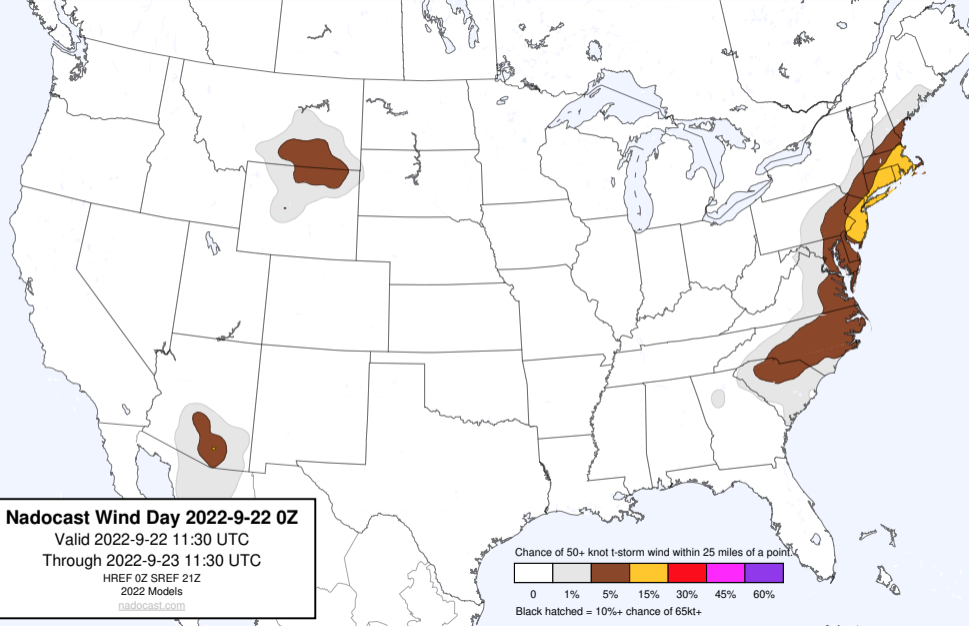 Nadocast Wind Day 2022-9-22 0Z
Valid 2022-9-22 11:30 UTC
Through 2022-9-23 11:30 UTC
HREF 0Z SREF 21Z
2022 Models
nadocast.com
Chance of 50+ knot t-storm wind within 25 miles of a point.
0 1% 5% 15% 30% 45% 60%
Black hatched = 10%+ chance of 65kt+